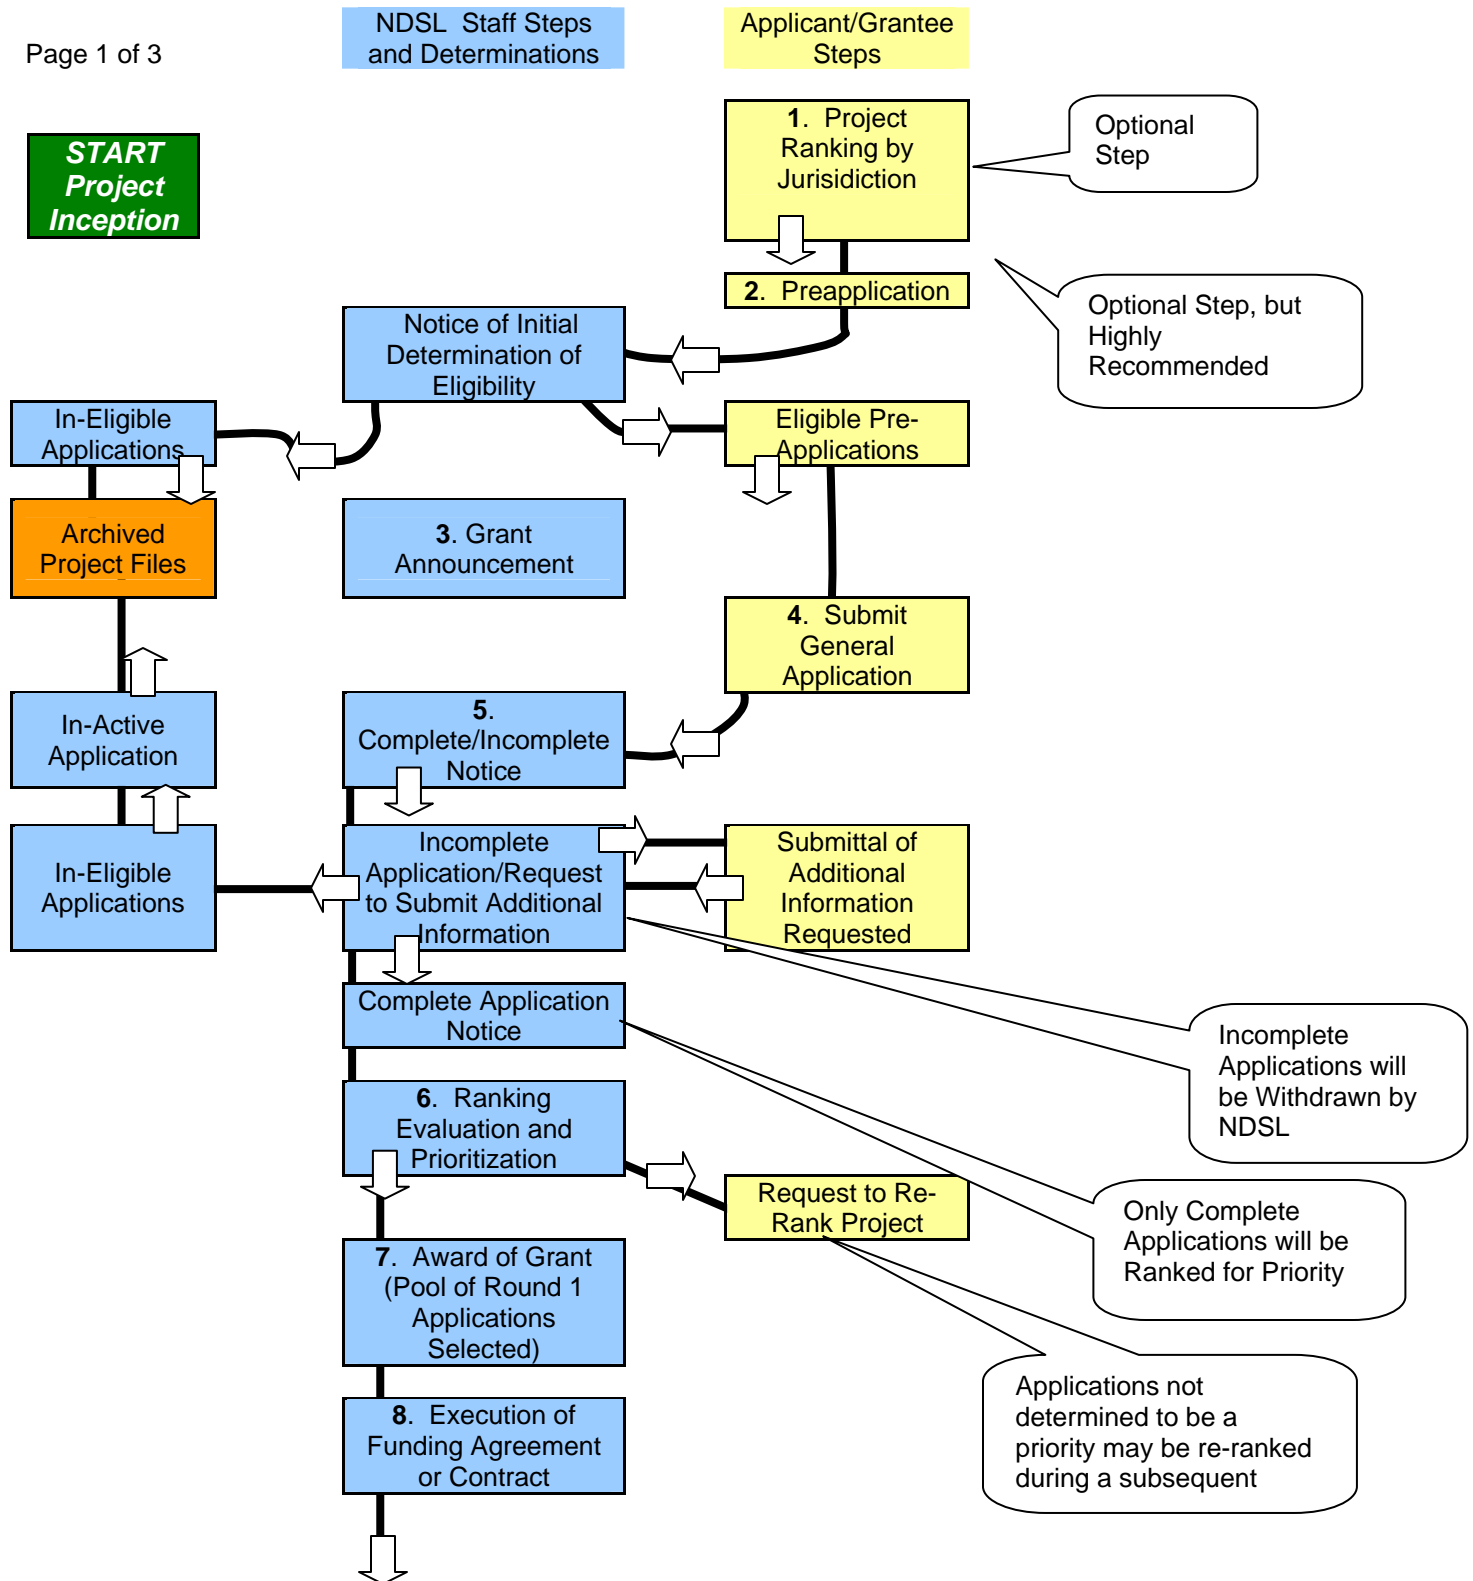 Page 1 of 3
NDSL Staff Steps
and Determinations
Applicant/Grantee
Steps
START
Project
Inception
1. Project
Ranking by
Jurisidiction
Optional
Step
2. Preapplication
Optional Step, but
Highly
Recommended
Notice of Initial
Determination of
Eligibility
In-Eligible
Applications
Eligible Pre-
Applications
Archived
Project Files
3. Grant
Announcement
4. Submit
General
Application
In-Active
Application
5.
Complete/Incomplete
Notice
In-Eligible
Applications
Incomplete
Application/Request
to Submit Additional
Information
Submittal of
Additional
Information
Requested
Incomplete
Applications will
be Withdrawn by
NDSL
Complete Application
Notice
6. Ranking
Evaluation and
Prioritization
Request to Re-
Rank Project
Only Complete
Applications will be
Ranked for Priority
7. Award of Grant
(Pool of Round 1
Applications
Selected)
Applications not
determined to be a
priority may be re-ranked
during a subsequent
8. Execution of
Funding Agreement
or Contract